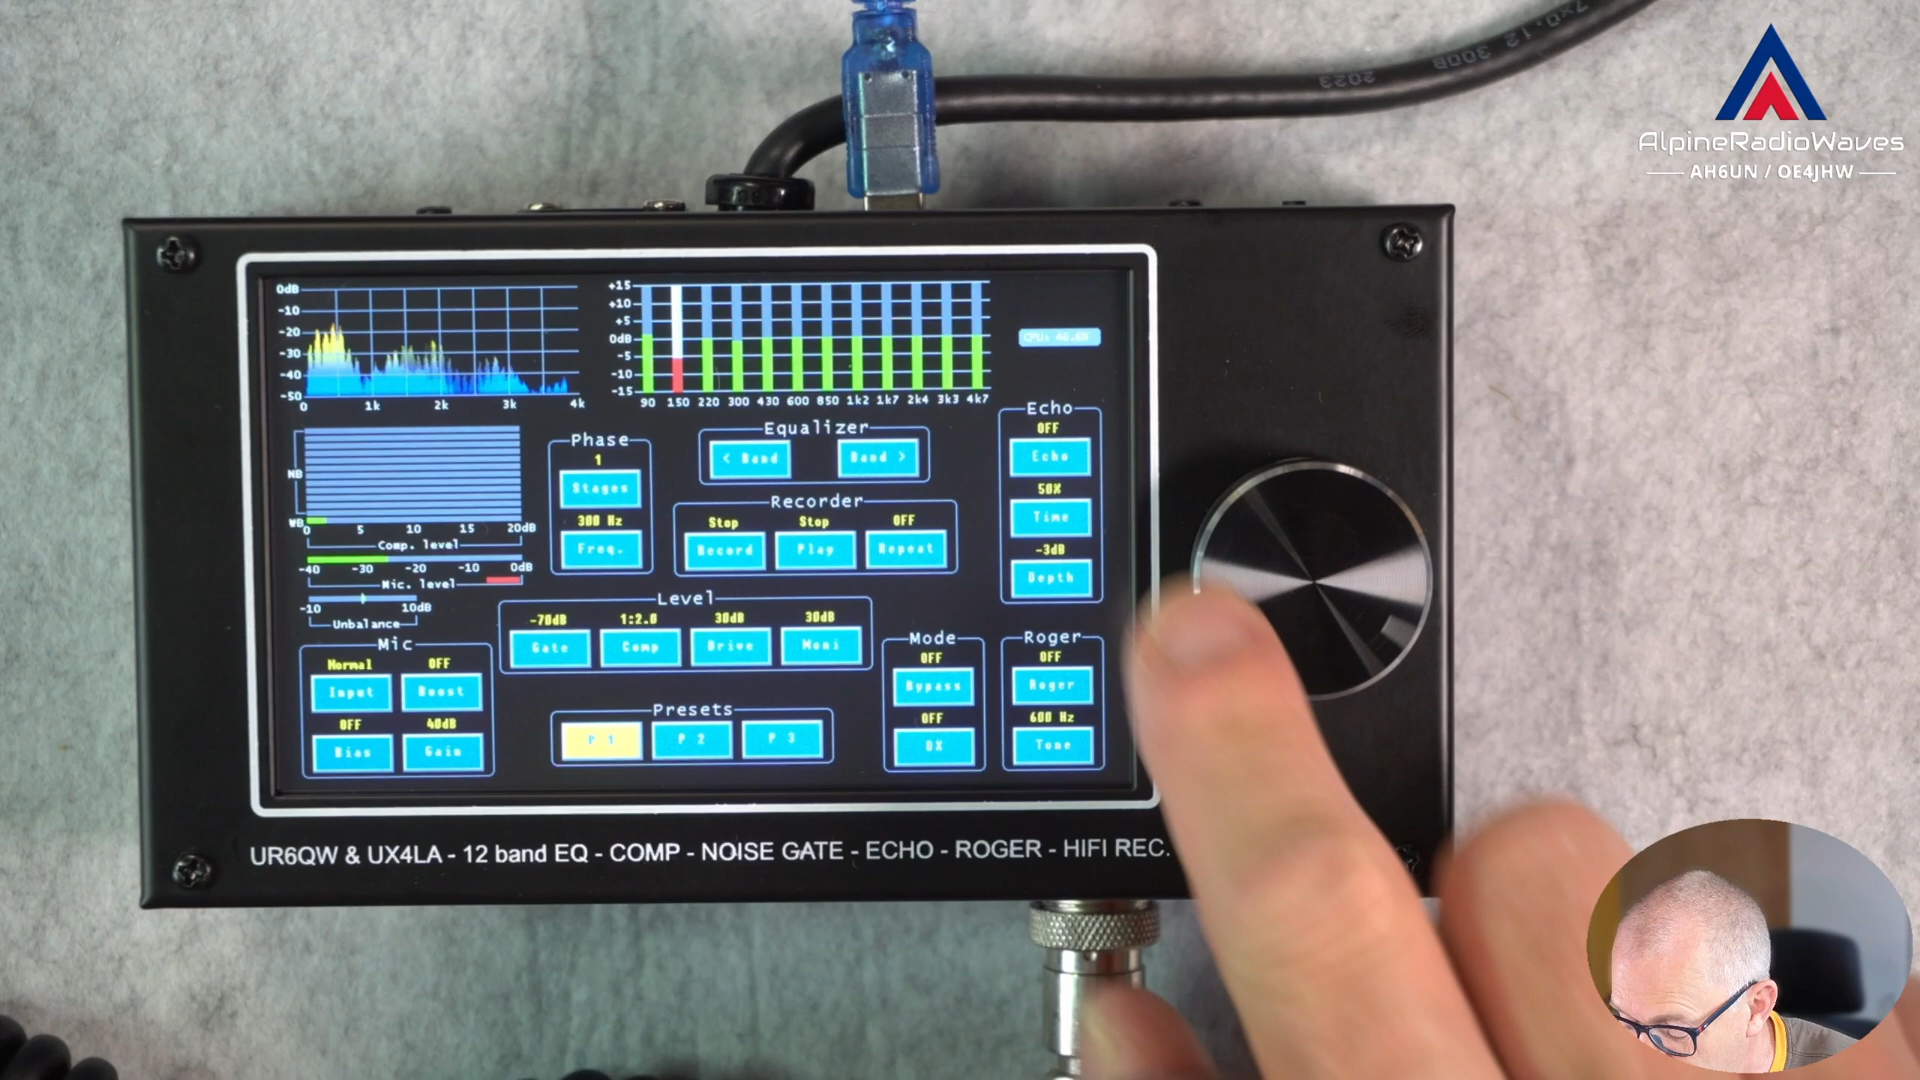 7x0.12 300B 2023
AlpineRadioWaves
AH6UN / OE4JHW
0dB
-10
-20
-30
-40
-50
0 1k 2k 3k 4k
+15
+10
+5
0dB
-5
-10
-15
90 150 220 300 430 600 850 1k2 1k7 2k4 3k3 4k7
CPU: 46.6%
NB
WB
0 5 10 15 20dB
Comp. level
-40 -30 -20 -10 0dB
Mic. level
-10 10dB
Unbalance
Phase
1
Stages
300 Hz
Freq.
Equalizer
< Band Band >
Recorder
Stop Stop OFF
Record Play Repeat
Echo
OFF
Echo
50%
Time
-3dB
Depth
Level
-70dB 1:2.0 30dB 30dB
Gate Comp Drive Moni
Mic
Normal OFF
Input Boost
OFF 40dB
Bias Gain
Presets
P 1 P 2 P 3
Mode
OFF
Bypass
OFF
DX
Roger
OFF
Roger
600 Hz
Tone
UR6QW & UX4LA - 12 band EQ - COMP - NOISE GATE - ECHO - ROGER - HIFI REC.